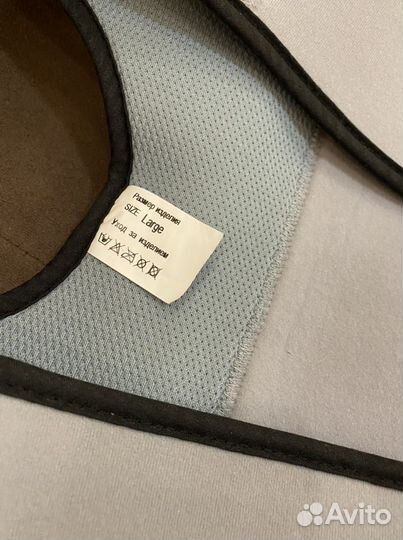 Размер изделия
SIZE Large
Уход за изделием
Avito